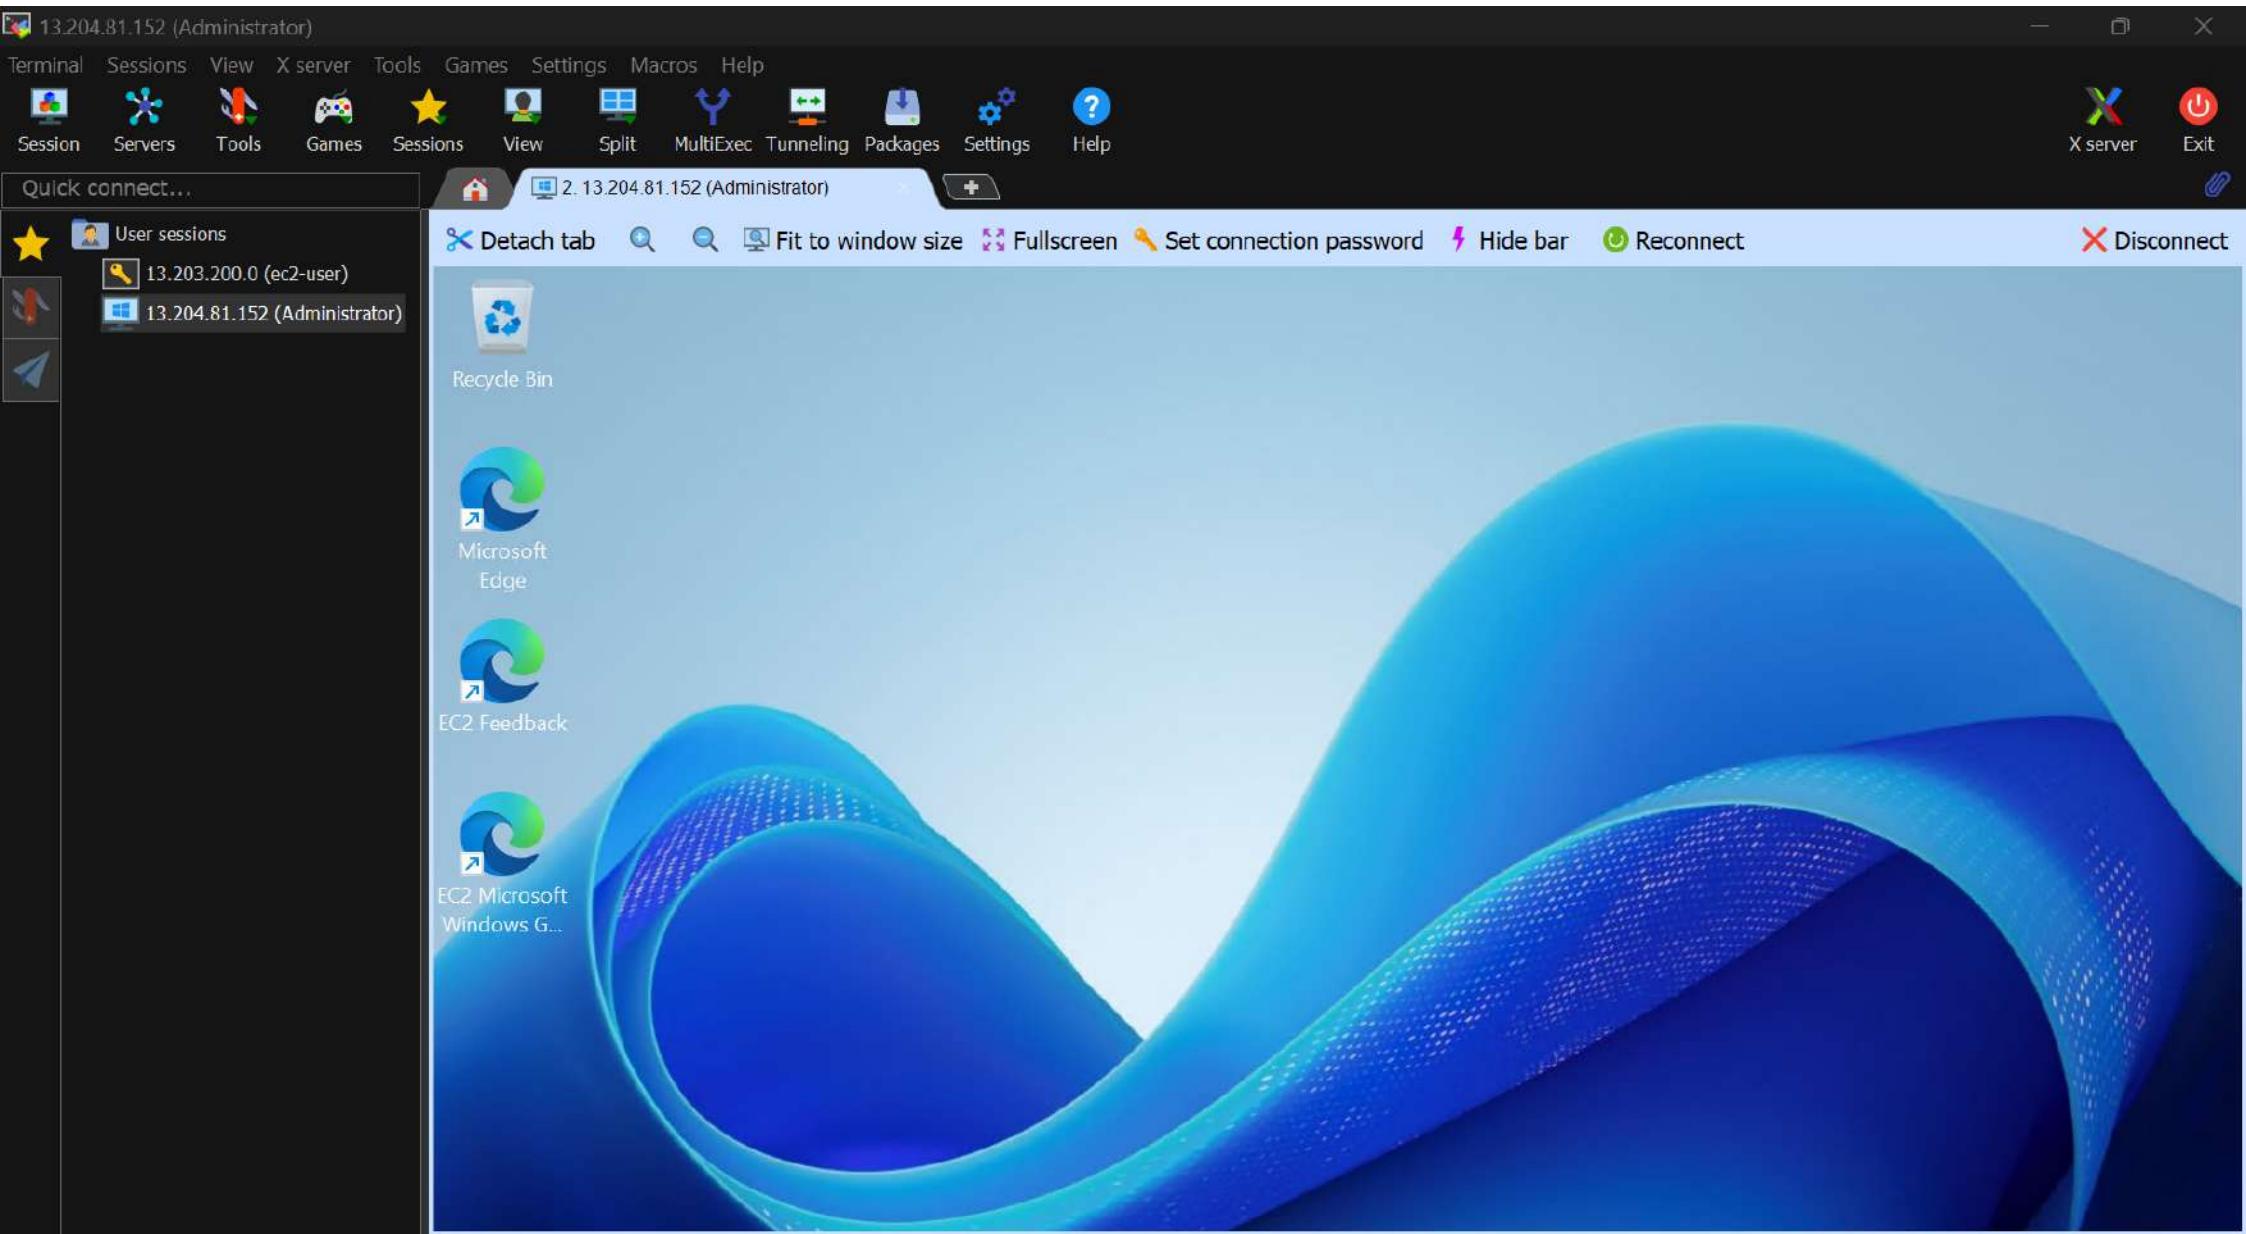 13.204.81.152 (Administrator)
Terminal Sessions View X server Tools Games Settings Macros Help
Session Servers Tools Games Sessions View Split MultiExec Tunneling Packages Settings Help X server Exit
Quick connect...
2. 13.204.81.152 (Administrator)
User sessions
13.203.200.0 (ec2-user)
13.204.81.152 (Administrator)
Detach tab Fit to window size Fullscreen Set connection password Hide bar Reconnect Disconnect
Recycle Bin
Microsoft
Edge
EC2 Feedback
EC2 Microsoft
Windows G...